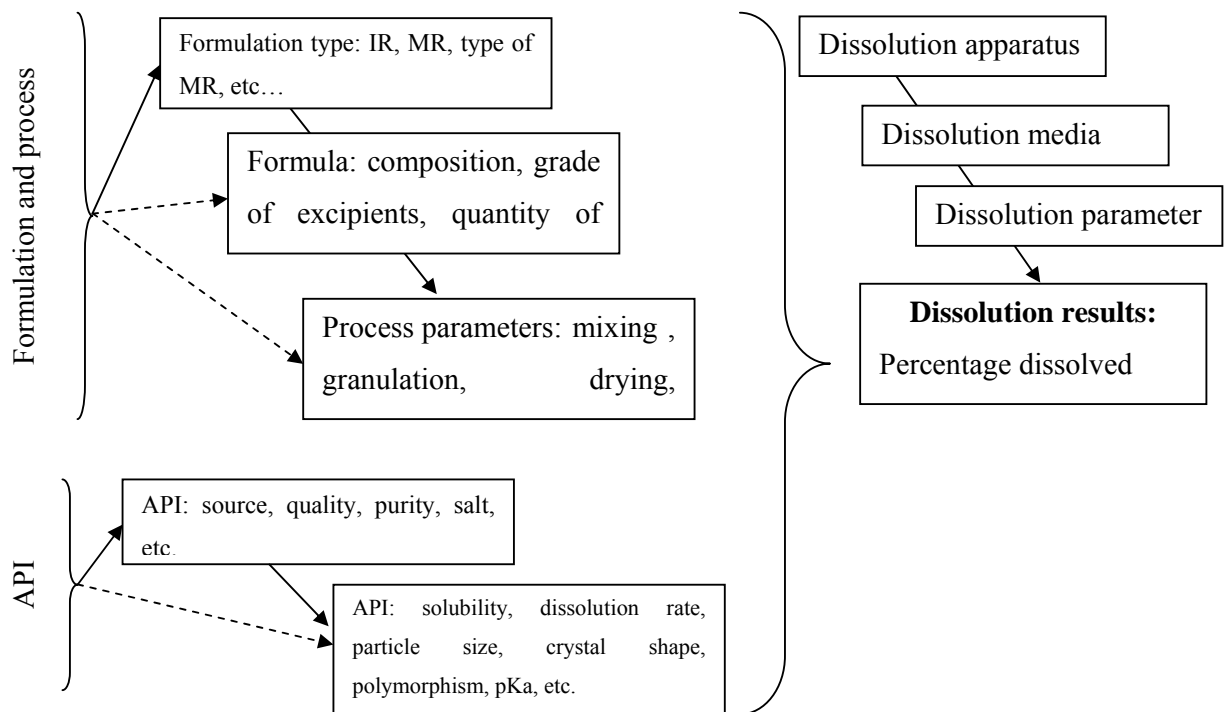 Formulation and process
Formulation type: IR, MR, type of
MR, etc…
Formula: composition, grade
of excipients, quantity of
Process parameters: mixing ,
granulation, drying,
API
API: source, quality, purity, salt,
etc.
API: solubility, dissolution rate,
particle size, crystal shape,
polymorphism, pKa, etc.
Dissolution apparatus
Dissolution media
Dissolution parameter
Dissolution results:
Percentage dissolved